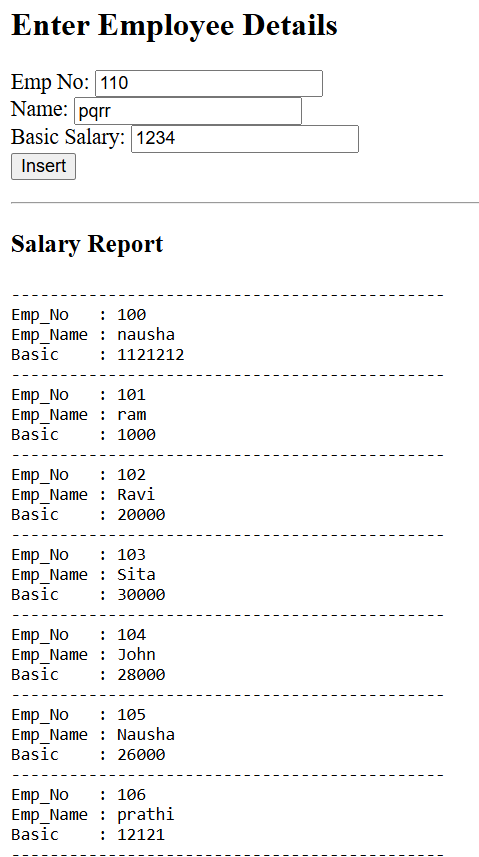 Enter Employee Details
Emp No: 110
Name: pqrr
Basic Salary: 1234
Insert
Salary Report
--------------------------------------------
Emp_No   : 100
Emp_Name : nausha
Basic    : 1121212
--------------------------------------------
Emp_No   : 101
Emp_Name : ram
Basic    : 1000
--------------------------------------------
Emp_No   : 102
Emp_Name : Ravi
Basic    : 20000
--------------------------------------------
Emp_No   : 103
Emp_Name : Sita
Basic    : 30000
--------------------------------------------
Emp_No   : 104
Emp_Name : John
Basic    : 28000
--------------------------------------------
Emp_No   : 105
Emp_Name : Nausha
Basic    : 26000
--------------------------------------------
Emp_No   : 106
Emp_Name : prathi
Basic    : 12121
--------------------------------------------